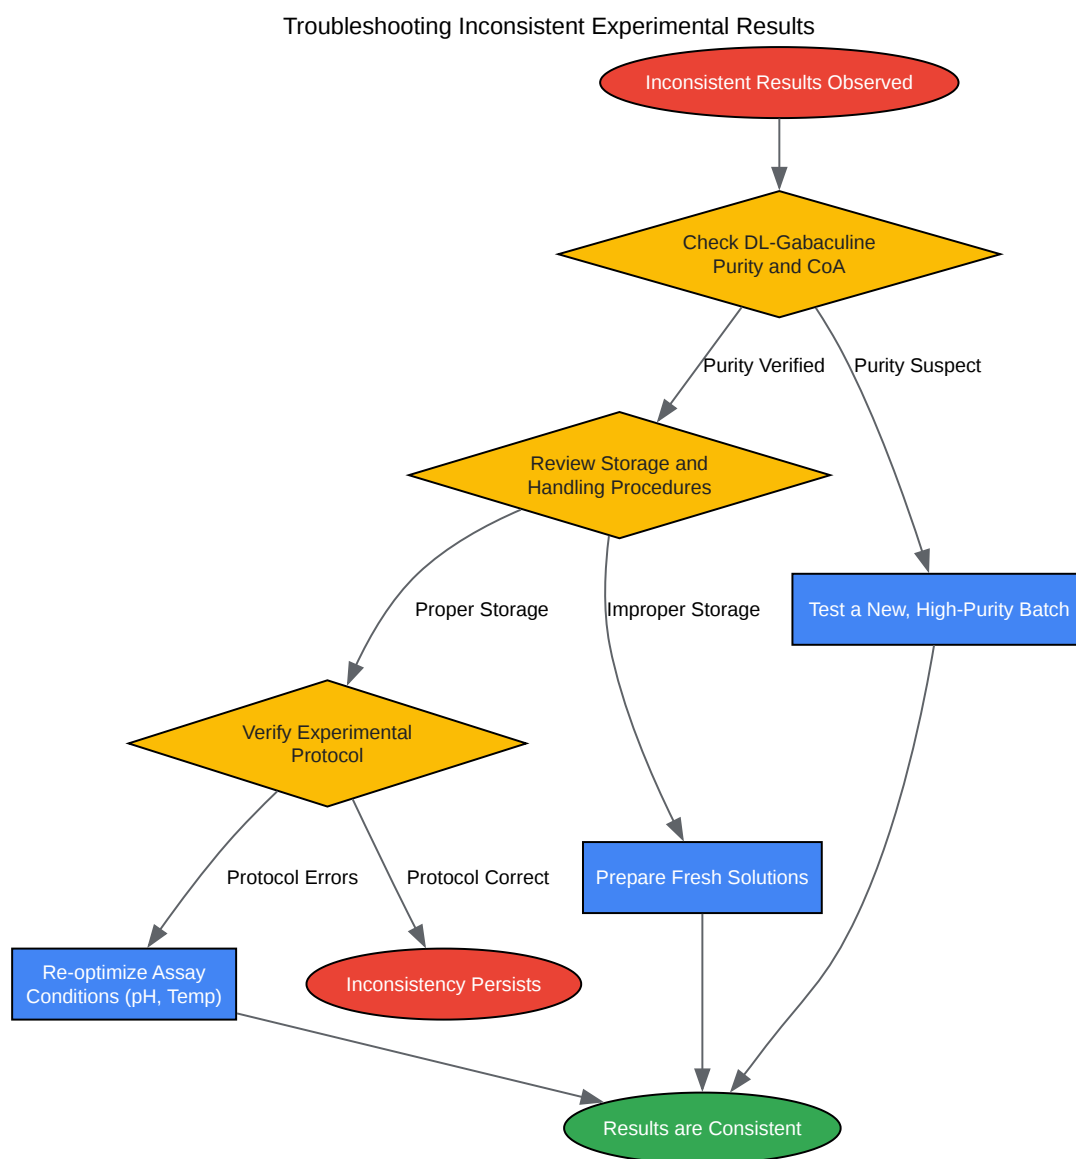 Troubleshooting Inconsistent Experimental Results
Inconsistent Results Observed
Check DL-Gabaculine
Purity and CoA
Purity Verified
Purity Suspect
Review Storage and
Handling Procedures
Proper Storage
Improper Storage
Test a New, High-Purity Batch
Verify Experimental
Protocol
Protocol Errors
Protocol Correct
Prepare Fresh Solutions
Re-optimize Assay
Conditions (pH, Temp)
Inconsistency Persists
Results are Consistent